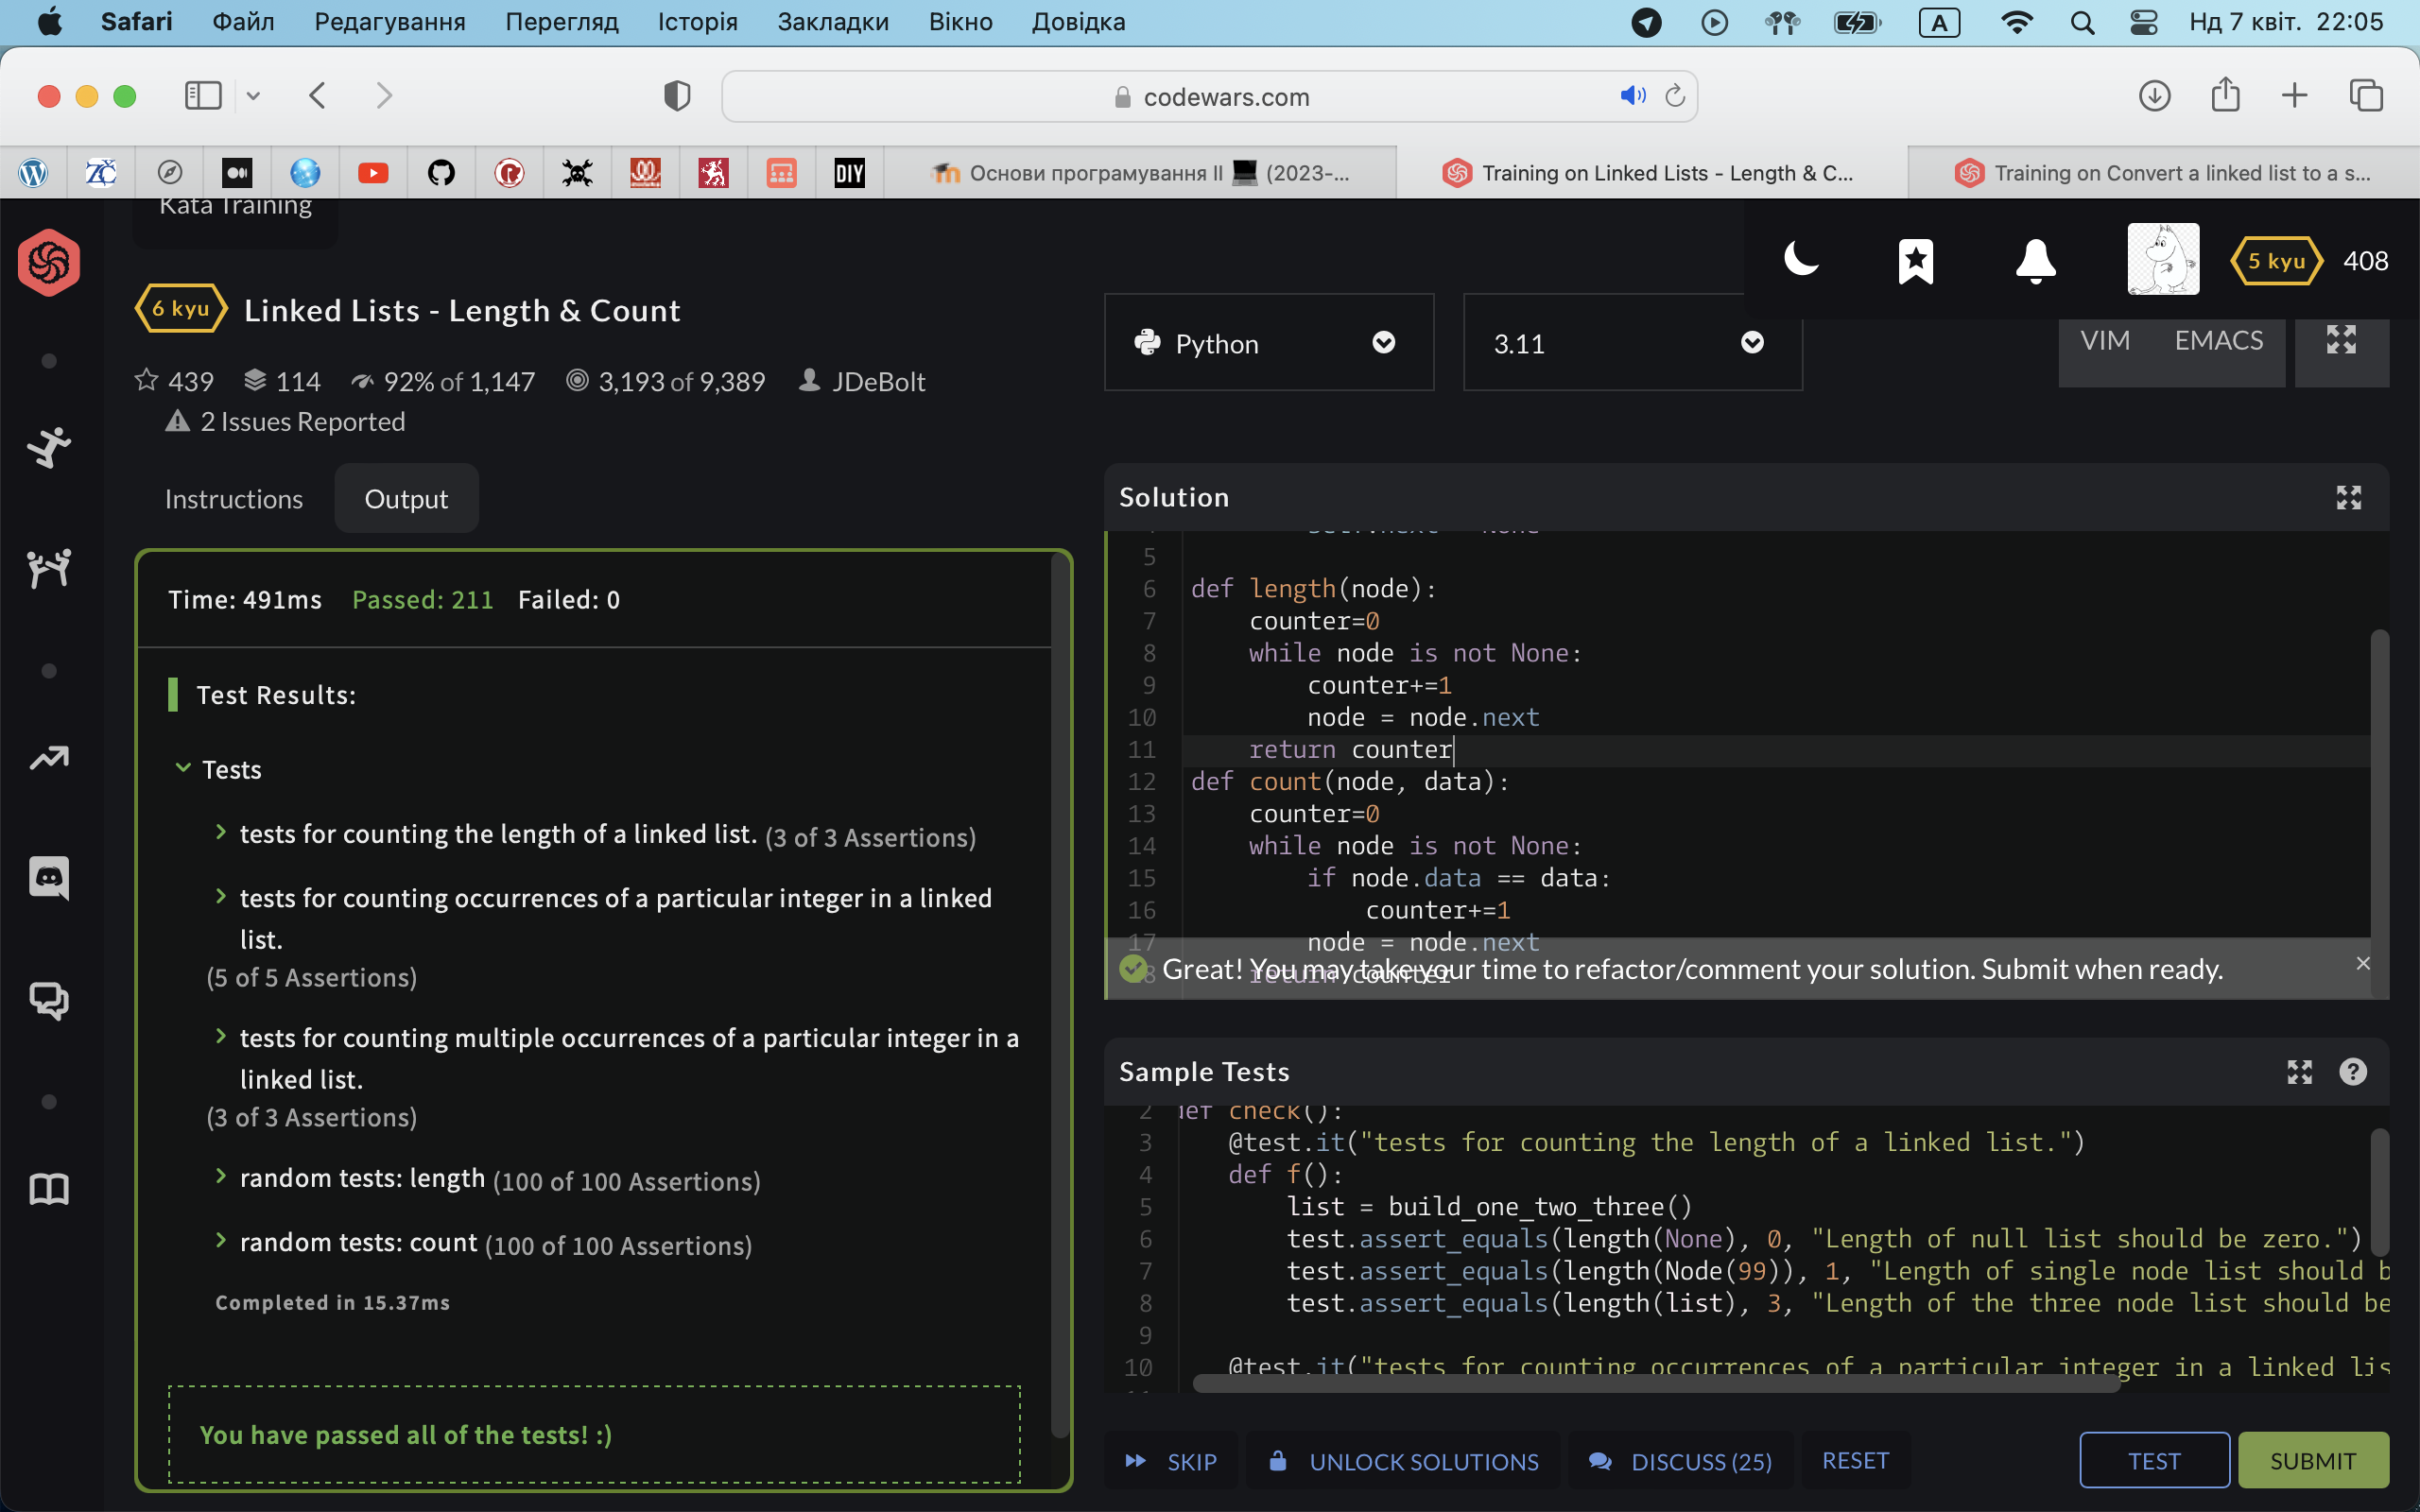 Safari Файл Редагування Перегляд Історія Закладки Вікно Довідка A Нд 7 квіт. 22:05
codewars.com
DIY Основи програмування II (2023-... Training on Linked Lists - Length & C... Training on Convert a linked list to a s...
Kata Training
5 kyu 408
6 kyu Linked Lists - Length & Count
439 114 92% of 1,147 3,193 of 9,389 JDeBolt
2 Issues Reported
Python 3.11 VIM EMACS
Instructions Output
Time: 491ms Passed: 211 Failed: 0
Test Results:
Tests
tests for counting the length of a linked list. (3 of 3 Assertions)
tests for counting occurrences of a particular integer in a linked
list.
(5 of 5 Assertions)
tests for counting multiple occurrences of a particular integer in a
linked list.
(3 of 3 Assertions)
random tests: length (100 of 100 Assertions)
random tests: count (100 of 100 Assertions)
Completed in 15.37ms
You have passed all of the tests! :)
Solution
5
6 def length(node):
7 counter=0
8 while node is not None:
9 counter+=1
10 node = node.next
11 return counter
12 def count(node, data):
13 counter=0
14 while node is not None:
15 if node.data == data:
16 counter+=1
17 node = node.next
18 return counter
Great! You may take your time to refactor/comment your solution. Submit when ready.
Sample Tests
2 def check():
3 @test.it("tests for counting the length of a linked list.")
4 def f():
5 list = build_one_two_three()
6 test.assert_equals(length(None), 0, "Length of null list should be zero.")
7 test.assert_equals(length(Node(99)), 1, "Length of single node list should b
8 test.assert_equals(length(list), 3, "Length of the three node list should be
9
10 @test.it("tests for counting occurrences of a particular integer in a linked lis
SKIP UNLOCK SOLUTIONS DISCUSS (25) RESET TEST SUBMIT